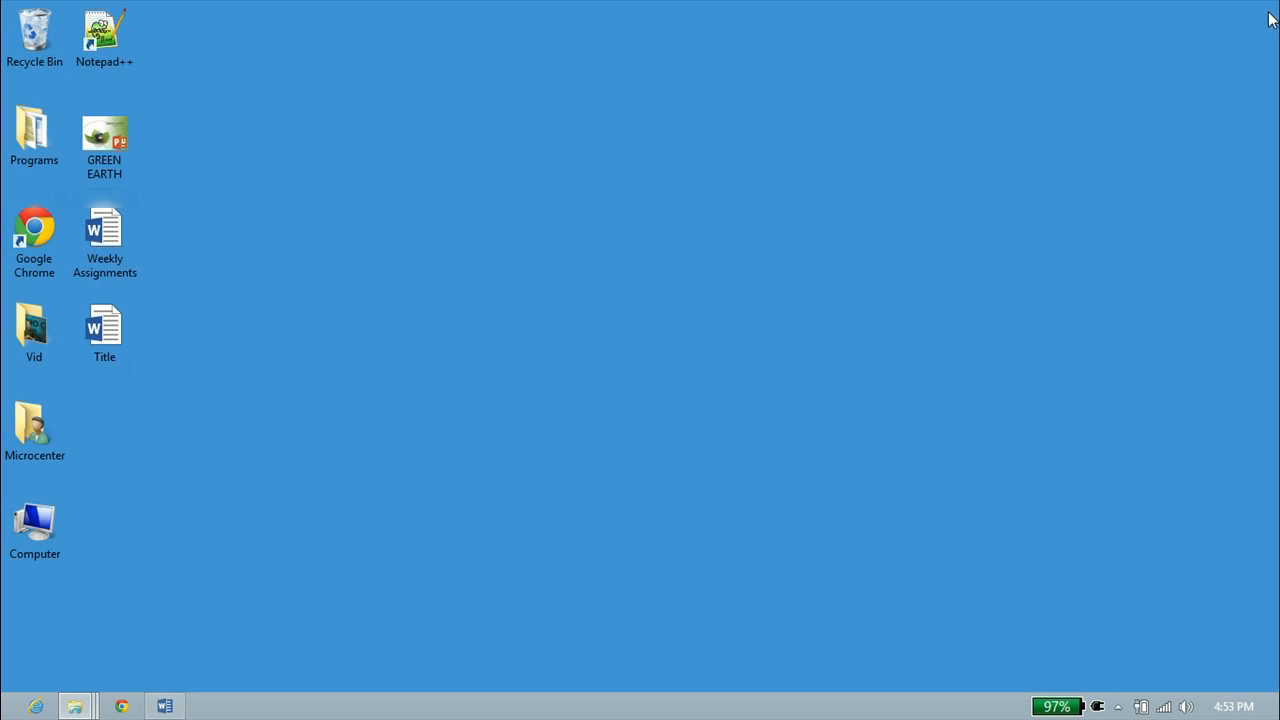 Recycle Bin
Notepad++
Programs
GREEN
EARTH
Google
Chrome
Weekly
Assignments
Vid
Title
Microcenter
Computer
97%
4:53 PM